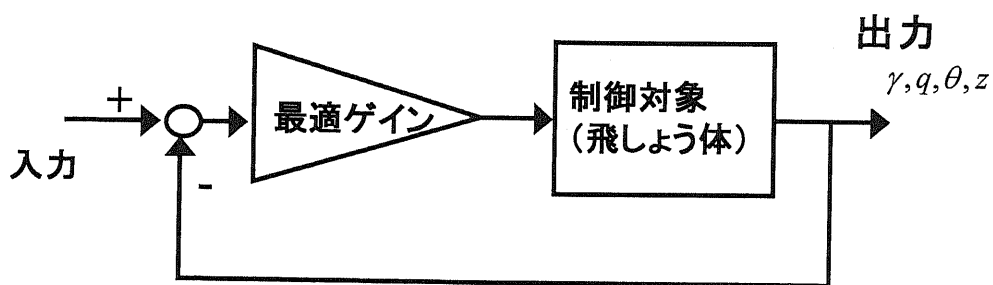 出力
γ,q,θ,z
+
最適ゲイン
制御対象
(飛しょう体)
入力
-